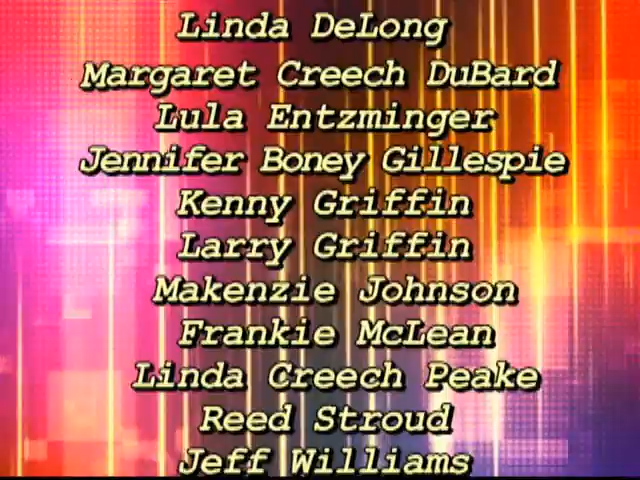 Linda DeLong
Margaret Creech DuBard
Lula Entzminger
Jennifer Boney Gillespie
Kenny Griffin
Larry Griffin
Makenzie Johnson
Frankie McLean
Linda Creech Peake
Reed Stroud
Jeff Williams